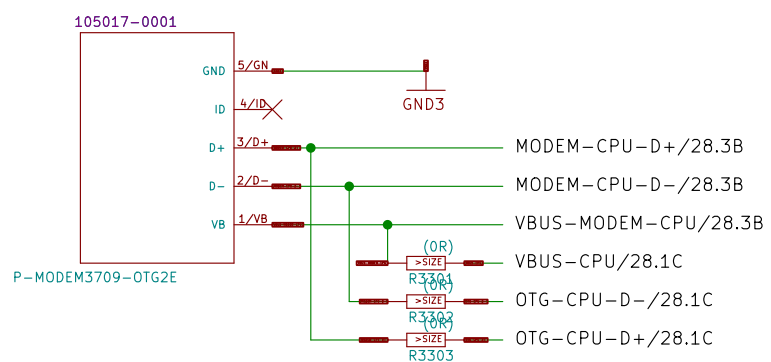 105017-0001
GND 5/GN
GND3
ID 4/ID
D+ 3/D+ MODEM-CPU-D+/28.3B
D- 2/D- MODEM-CPU-D-/28.3B
VB 1/VB VBUS-MODEM-CPU/28.3B
(0R)
>SIZE VBUS-CPU/28.1C
P-MODEM3709-OTG2E
R3301
(0R)
>SIZE OTG-CPU-D-/28.1C
R3302
(0R)
>SIZE OTG-CPU-D+/28.1C
R3303